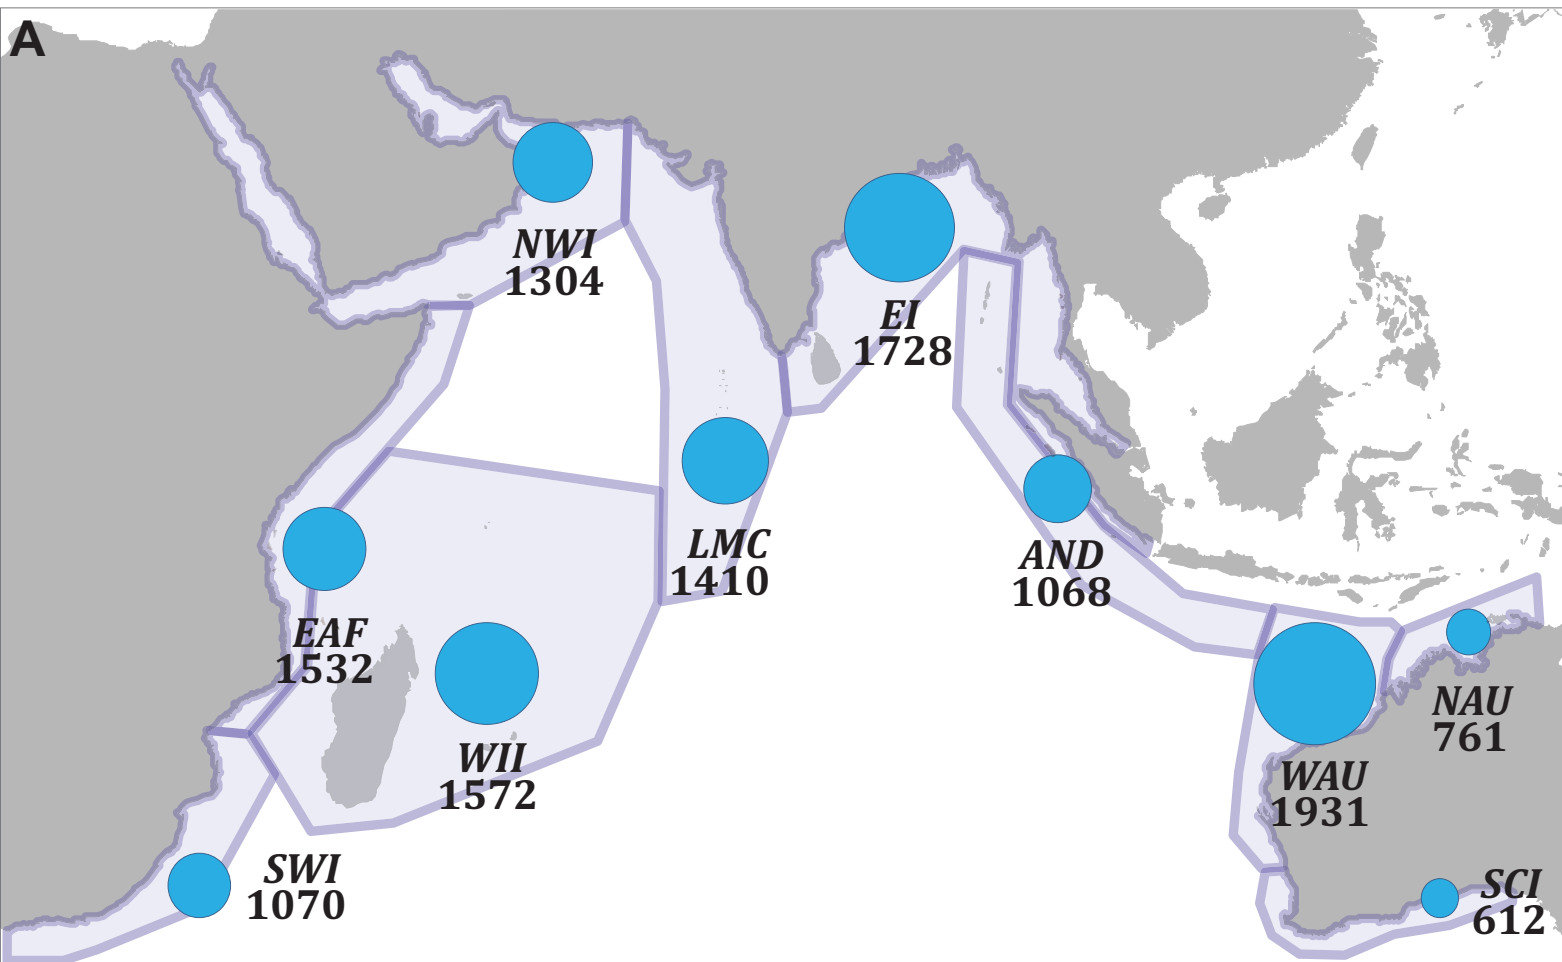 A
NWI
1304
EI
1728
LMC
1410
AND
1068
EAF
1532
WII
1572
NAU
761
WAU
1931
SWI
1070
SCI
612